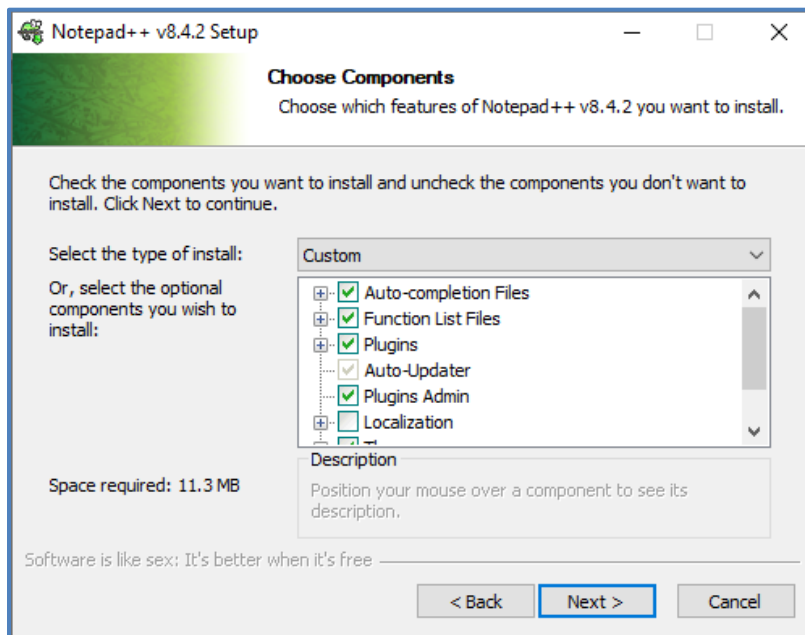 Notepad++ v8.4.2 Setup
Choose Components
Choose which features of Notepad++ v8.4.2 you want to install.
Check the components you want to install and uncheck the components you don't want to
install. Click Next to continue.
Select the type of install:
Custom
Or, select the optional
components you wish to
install:
Auto-completion Files
Function List Files
Plugins
Auto-Updater
Plugins Admin
Localization
Space required: 11.3 MB
Description
Position your mouse over a component to see its
description.
Software is like sex: It's better when it's free
< Back
Next >
Cancel